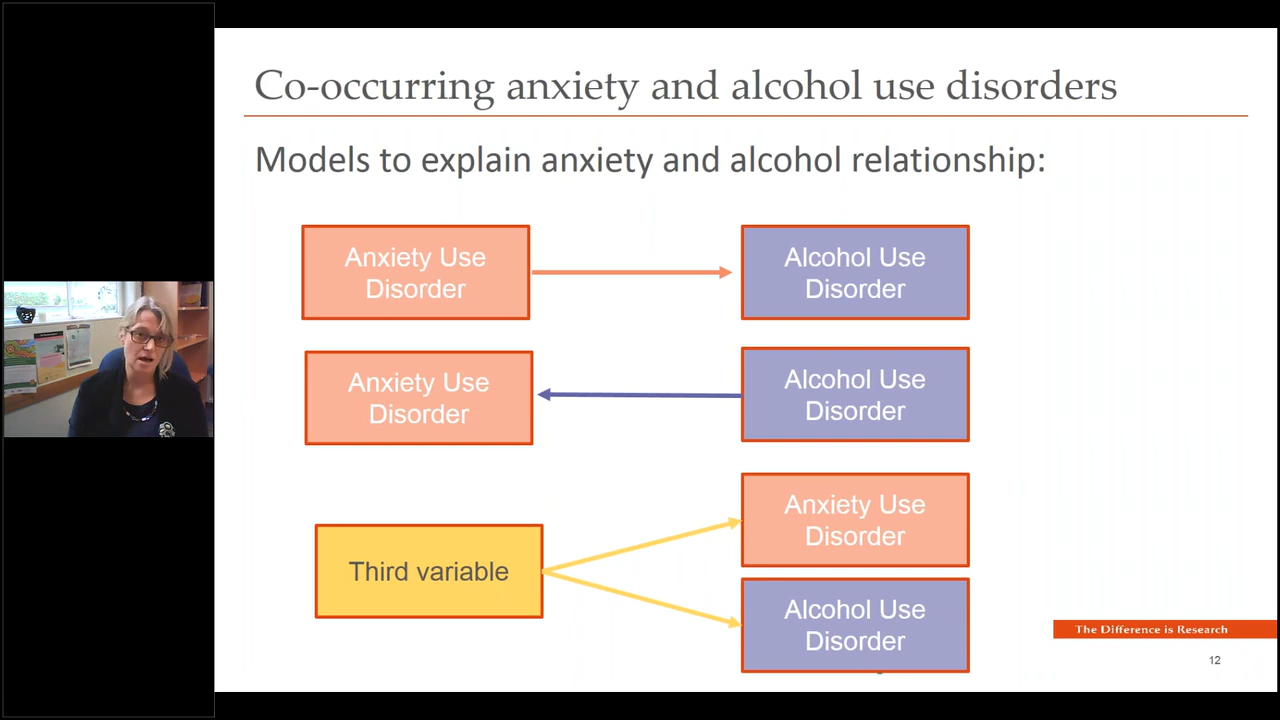 Co-occurring anxiety and alcohol use disorders
Models to explain anxiety and alcohol relationship:
Anxiety Use
Disorder
Alcohol Use
Disorder
Anxiety Use
Disorder
Alcohol Use
Disorder
Third variable
Anxiety Use
Disorder
Alcohol Use
Disorder
The Difference is Research
12